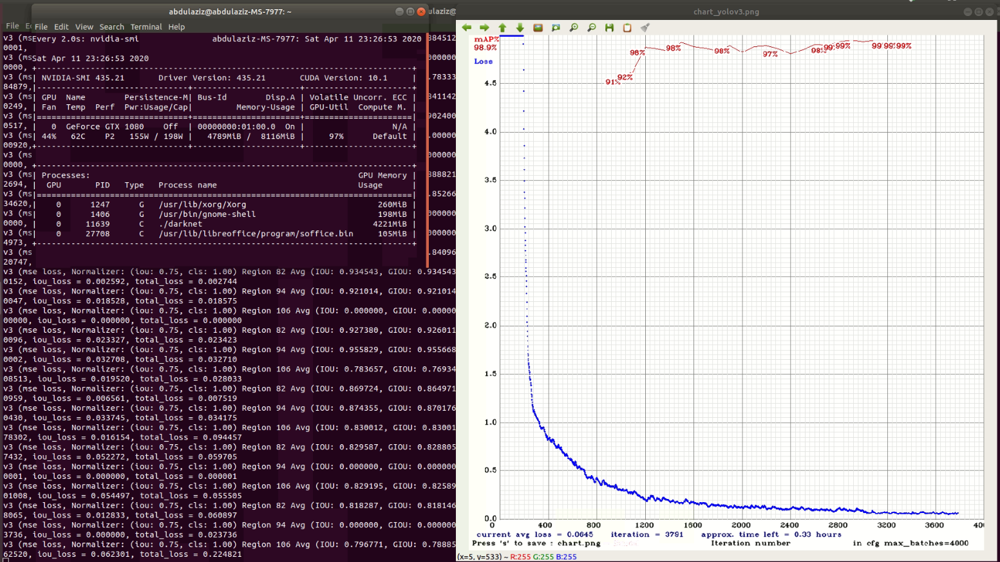 abdulaziz@abdulaziz-MS-7977: ~
ulaziz@
chart_yolov3.png
File Ed
File Edit View Search Terminal Help
v3 (ms
0001,
v3 (ms
0000,
v3 (ms
84879,
v3 (ms
0249,
v3 (ms
0517,
v3 (ms
00920,
v3 (ms
0000,
v3 (ms
2694,
v3 (ms
34620,
v3 (ms
0000,
v3 (ms
4973,
v3 (ms
20747,
Every 2.0s: nvidia-smi abdulaziz-MS-7977: Sat Apr 11 23:26:53 2020
Sat Apr 11 23:26:53 2020
+-----------------------------------------------------------------------------+
| NVIDIA-SMI 435.21 Driver Version: 435.21 CUDA Version: 10.1 |
|-------------------------------+----------------------+----------------------+
| GPU Name Persistence-M| Bus-Id Disp.A | Volatile Uncorr. ECC |
| Fan Temp Perf Pwr:Usage/Cap| Memory-Usage | GPU-Util Compute M. |
|===============================+======================+======================|
| 0 GeForce GTX 1080 Off | 00000000:01:00.0 On | N/A |
| 44% 62C P2 155W / 198W | 4789MiB / 8116MiB | 97% Default |
+-------------------------------+----------------------+----------------------+
+-----------------------------------------------------------------------------+
| Processes: GPU Memory |
| GPU PID Type Process name Usage |
|=============================================================================|
| 0 1247 G /usr/lib/xorg/Xorg 260MiB |
| 0 1406 G /usr/bin/gnome-shell 198MiB |
| 0 11639 C ./darknet 4221MiB |
| 0 27708 C /usr/lib/libreoffice/program/soffice.bin 105MiB |
+-----------------------------------------------------------------------------+
384512
000000
.78333
341142
902400
.00000
000000
388821
.85266
000000
000000
.84096
v3 (mse loss, Normalizer: (iou: 0.75, cls: 1.00) Region 82 Avg (IOU: 0.934543, GIOU: 0.934543
0152, iou_loss = 0.002592, total_loss = 0.002744
v3 (mse loss, Normalizer: (iou: 0.75, cls: 1.00) Region 94 Avg (IOU: 0.921014, GIOU: 0.921014
0047, iou_loss = 0.018528, total_loss = 0.018575
v3 (mse loss, Normalizer: (iou: 0.75, cls: 1.00) Region 106 Avg (IOU: 0.000000, GIOU: 0.00000
00000, iou_loss = 0.000000, total_loss = 0.000000
v3 (mse loss, Normalizer: (iou: 0.75, cls: 1.00) Region 82 Avg (IOU: 0.927380, GIOU: 0.926011
0096, iou_loss = 0.023327, total_loss = 0.023423
v3 (mse loss, Normalizer: (iou: 0.75, cls: 1.00) Region 94 Avg (IOU: 0.955829, GIOU: 0.955668
0002, iou_loss = 0.032708, total_loss = 0.032710
v3 (mse loss, Normalizer: (iou: 0.75, cls: 1.00) Region 106 Avg (IOU: 0.783657, GIOU: 0.76934
08513, iou_loss = 0.019520, total_loss = 0.028033
v3 (mse loss, Normalizer: (iou: 0.75, cls: 1.00) Region 82 Avg (IOU: 0.869724, GIOU: 0.864971
0959, iou_loss = 0.006561, total_loss = 0.007519
v3 (mse loss, Normalizer: (iou: 0.75, cls: 1.00) Region 94 Avg (IOU: 0.874355, GIOU: 0.870176
0430, iou_loss = 0.033745, total_loss = 0.034175
v3 (mse loss, Normalizer: (iou: 0.75, cls: 1.00) Region 106 Avg (IOU: 0.830012, GIOU: 0.83001
78302, iou_loss = 0.016154, total_loss = 0.094457
v3 (mse loss, Normalizer: (iou: 0.75, cls: 1.00) Region 82 Avg (IOU: 0.829587, GIOU: 0.828805
7432, iou_loss = 0.052272, total_loss = 0.059705
v3 (mse loss, Normalizer: (iou: 0.75, cls: 1.00) Region 94 Avg (IOU: 0.000000, GIOU: 0.000000
0001, iou_loss = 0.000000, total_loss = 0.000001
v3 (mse loss, Normalizer: (iou: 0.75, cls: 1.00) Region 106 Avg (IOU: 0.829195, GIOU: 0.82589
01008, iou_loss = 0.054497, total_loss = 0.055505
v3 (mse loss, Normalizer: (iou: 0.75, cls: 1.00) Region 82 Avg (IOU: 0.818287, GIOU: 0.818146
8065, iou_loss = 0.012833, total_loss = 0.060897
v3 (mse loss, Normalizer: (iou: 0.75, cls: 1.00) Region 94 Avg (IOU: 0.000000, GIOU: 0.000000
3736, iou_loss = 0.000000, total_loss = 0.023736
v3 (mse loss, Normalizer: (iou: 0.75, cls: 1.00) Region 106 Avg (IOU: 0.796771, GIOU: 0.78885
62520, iou_loss = 0.062301, total_loss = 0.224821
mAP%
98.9%
Loss
91% 92% 98% 98% 98% 97% 98% 99% 99% 99% 99% 99%
4.5
4.0
3.5
3.0
2.5
2.0
1.5
1.0
0.5
0.0
0 400 800 1200 1600 2000 2400 2800 3200 3600 400
current avg loss = 0.0645 iteration = 3791 approx. time left = 0.33 hours
Press 's' to save : chart.png Iteration number in cfg max_batches=4000
(x=5, y=533) ~ R:255 G:255 B:255